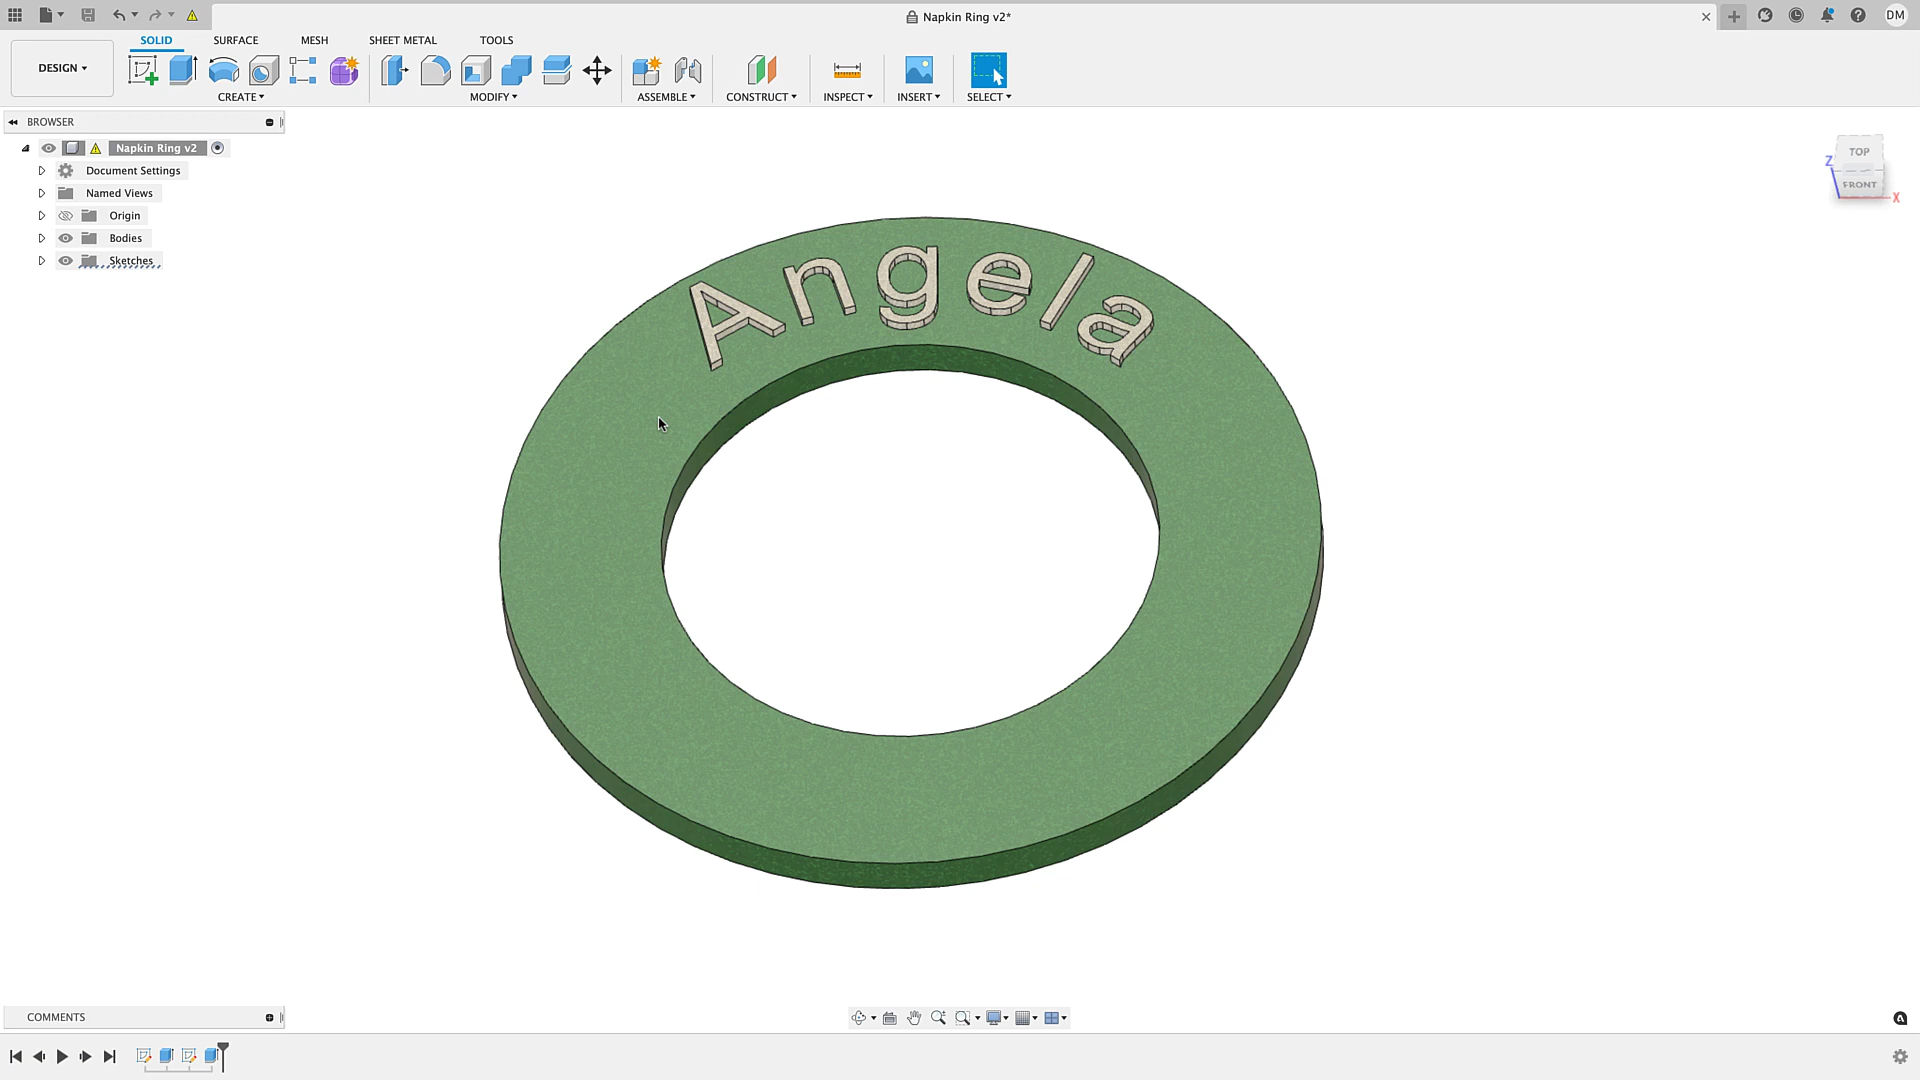 Napkin Ring v2*
DM
DESIGN
SOLID
SURFACE
MESH
SHEET METAL
TOOLS
CREATE
MODIFY
ASSEMBLE
CONSTRUCT
INSPECT
INSERT
SELECT
BROWSER
Napkin Ring v2
Document Settings
Named Views
Origin
Bodies
Sketches
TOP
FRONT
Z
X
Angela
COMMENTS